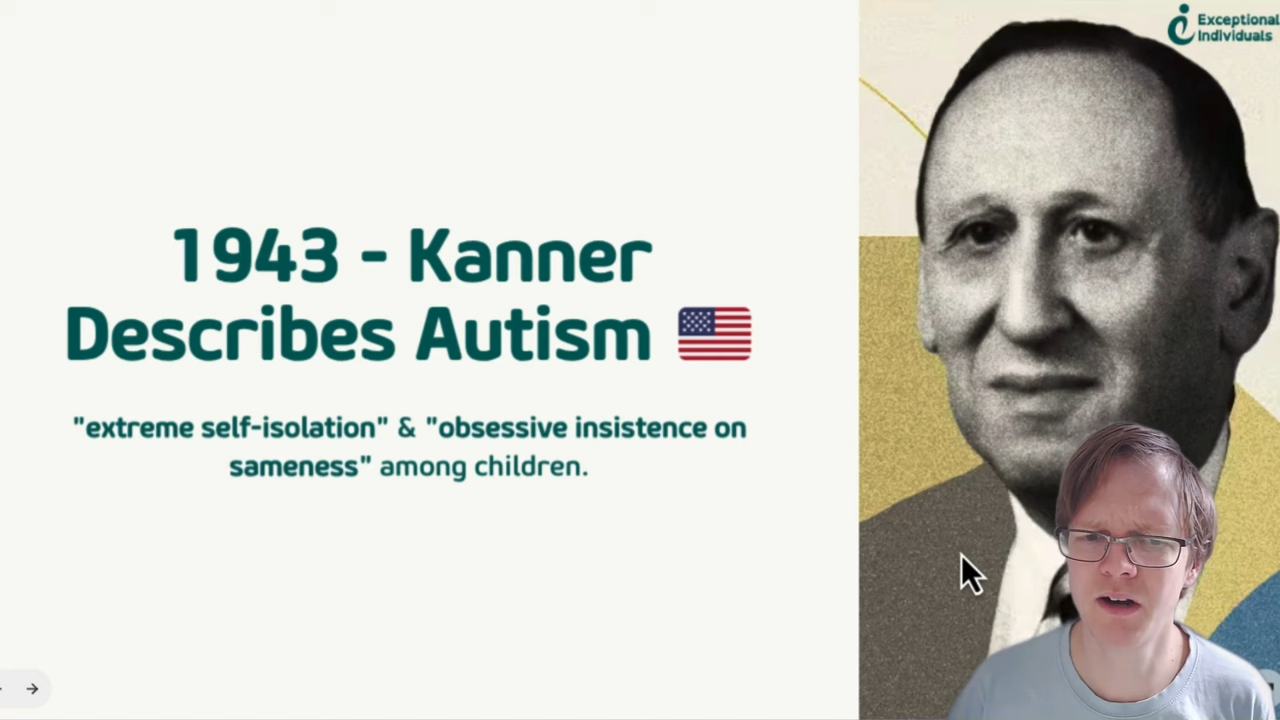 Exceptional
Individuals
1943 - Kanner
Describes Autism 🇺🇸
"extreme self-isolation" & "obsessive insistence on
sameness" among children.